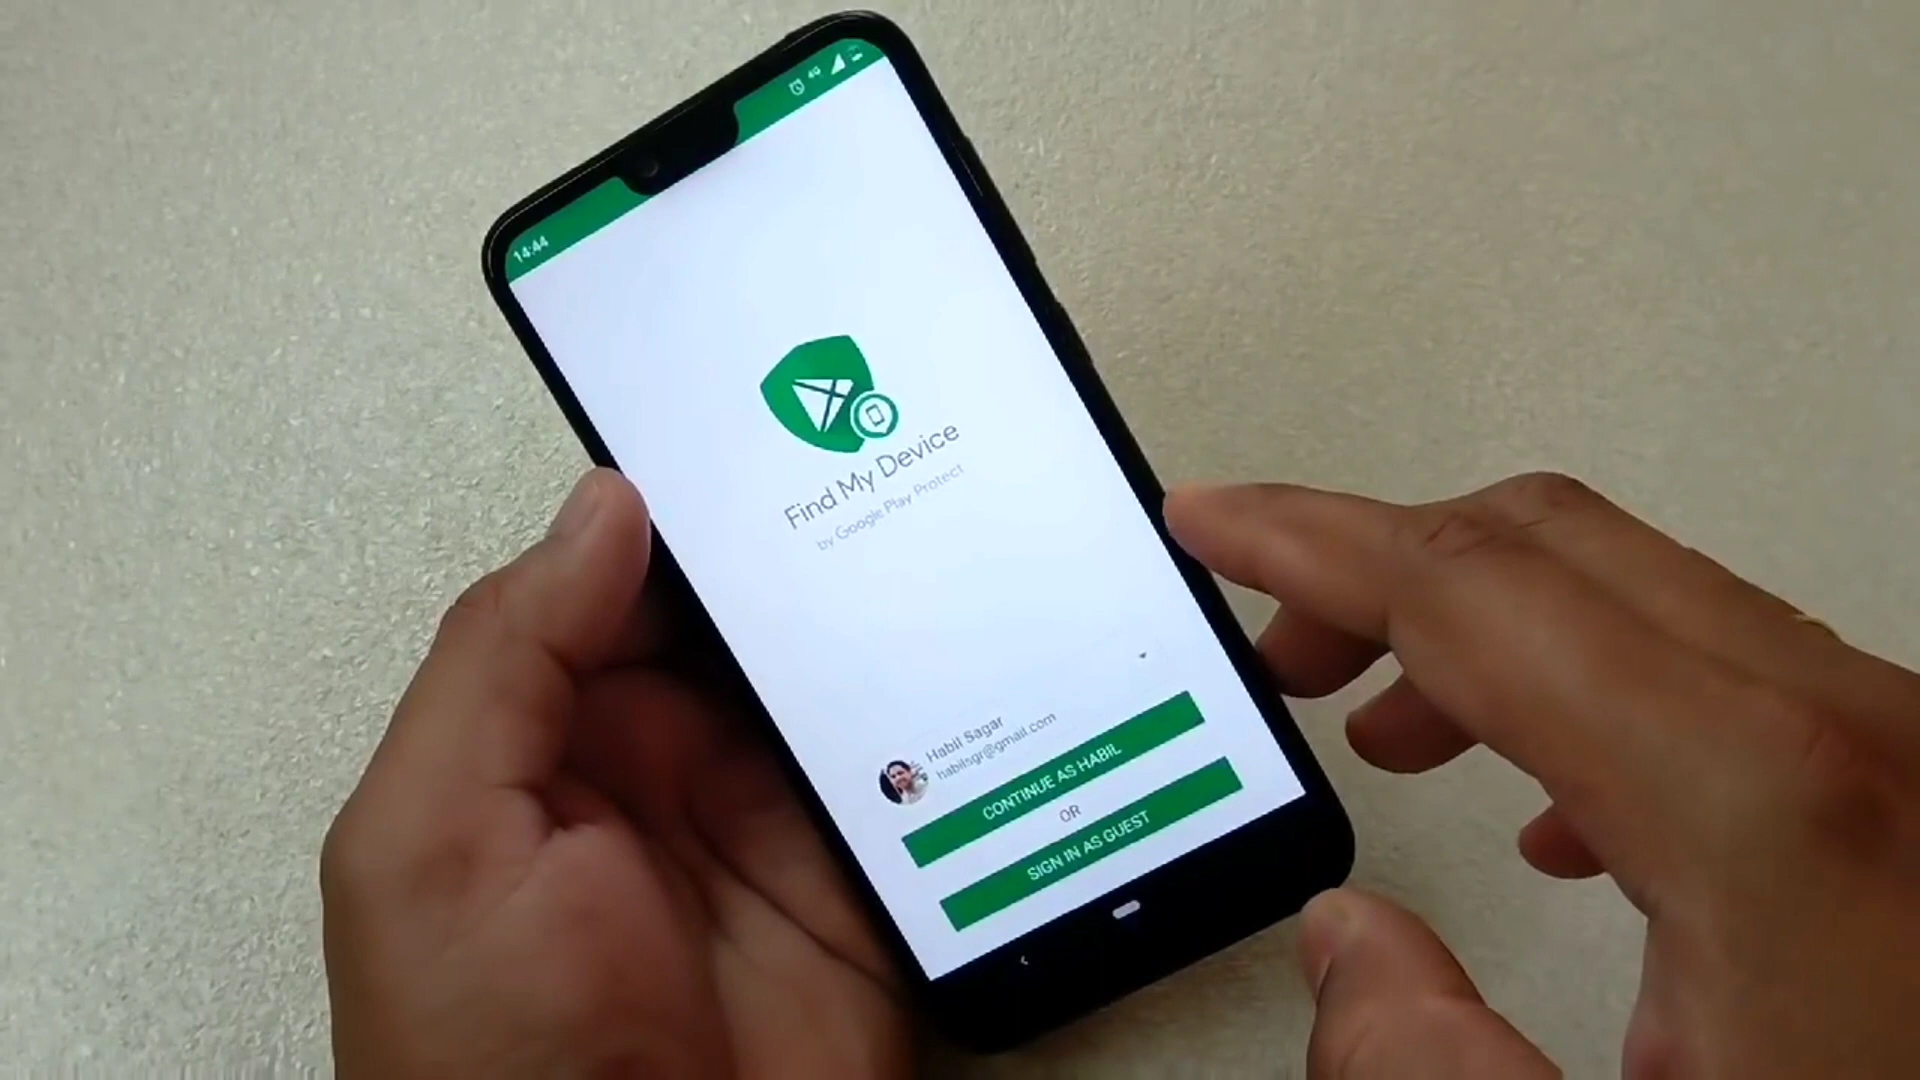 14:44
4G
Find My Device
by Google Play Protect
Habil Sagar
habilsgr@gmail.com
CONTINUE AS HABIL
OR
SIGN IN AS GUEST